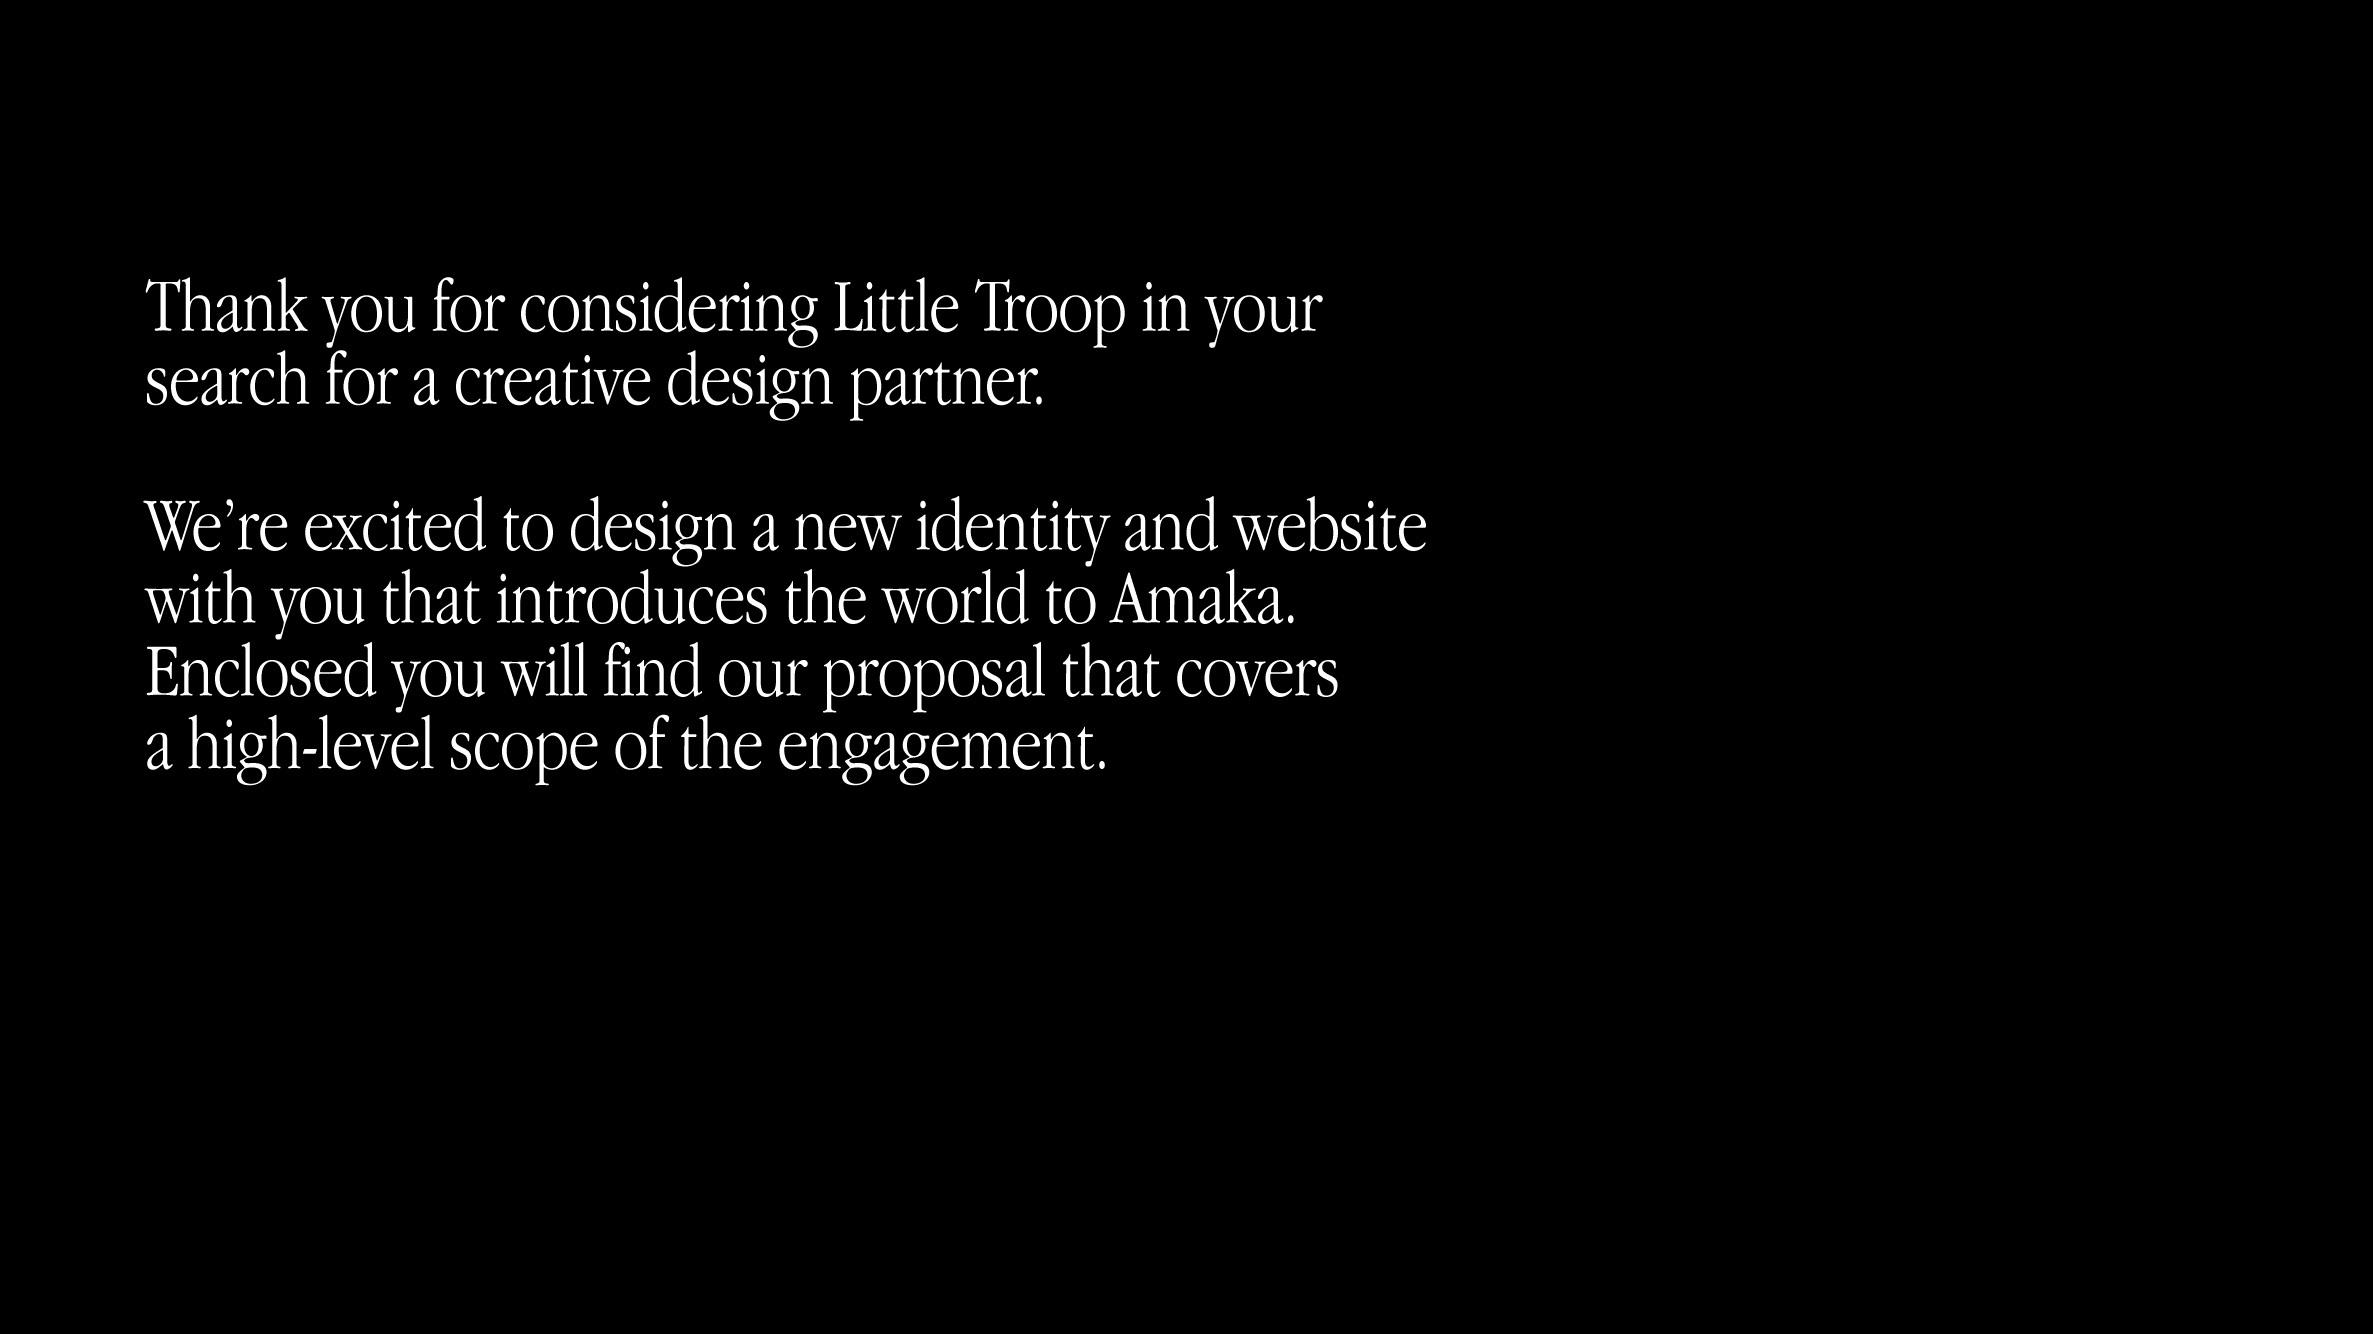 Thank you for considering Little Troop in your
search for a creative design partner.
We’re excited to design a new identity and website
with you that introduces the world to Amaka.
Enclosed you will find our proposal that covers
a high-level scope of the engagement.